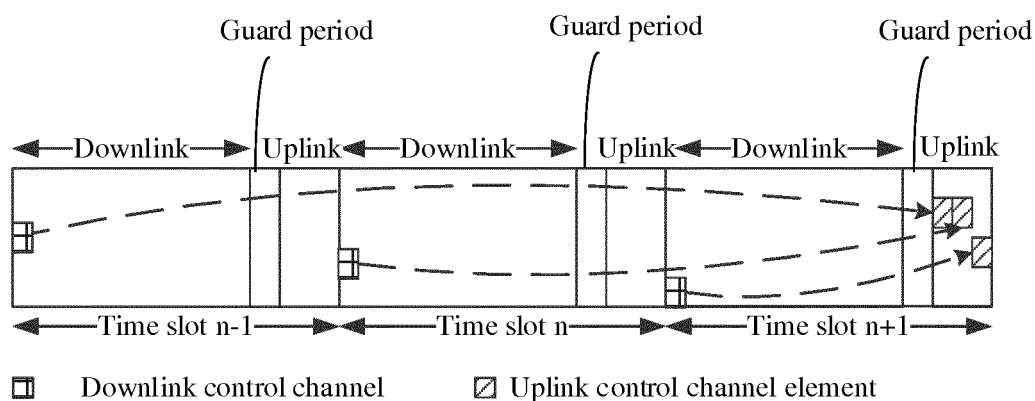 Guard period Guard period Guard period
Downlink Uplink Downlink Uplink Downlink Uplink
Time slot n-1 Time slot n Time slot n+1
Downlink control channel Uplink control channel element